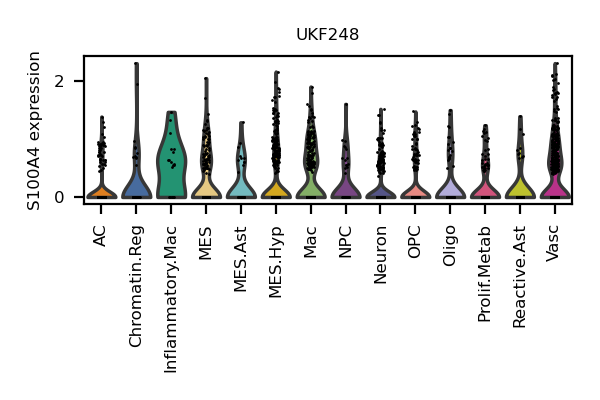 UKF248
S100A4 expression
2
0
AC
Chromatin.Reg
Inflammatory.Mac
MES
MES.Ast
MES.Hyp
Mac
NPC
Neuron
OPC
Oligo
Prolif.Metab
Reactive.Ast
Vasc